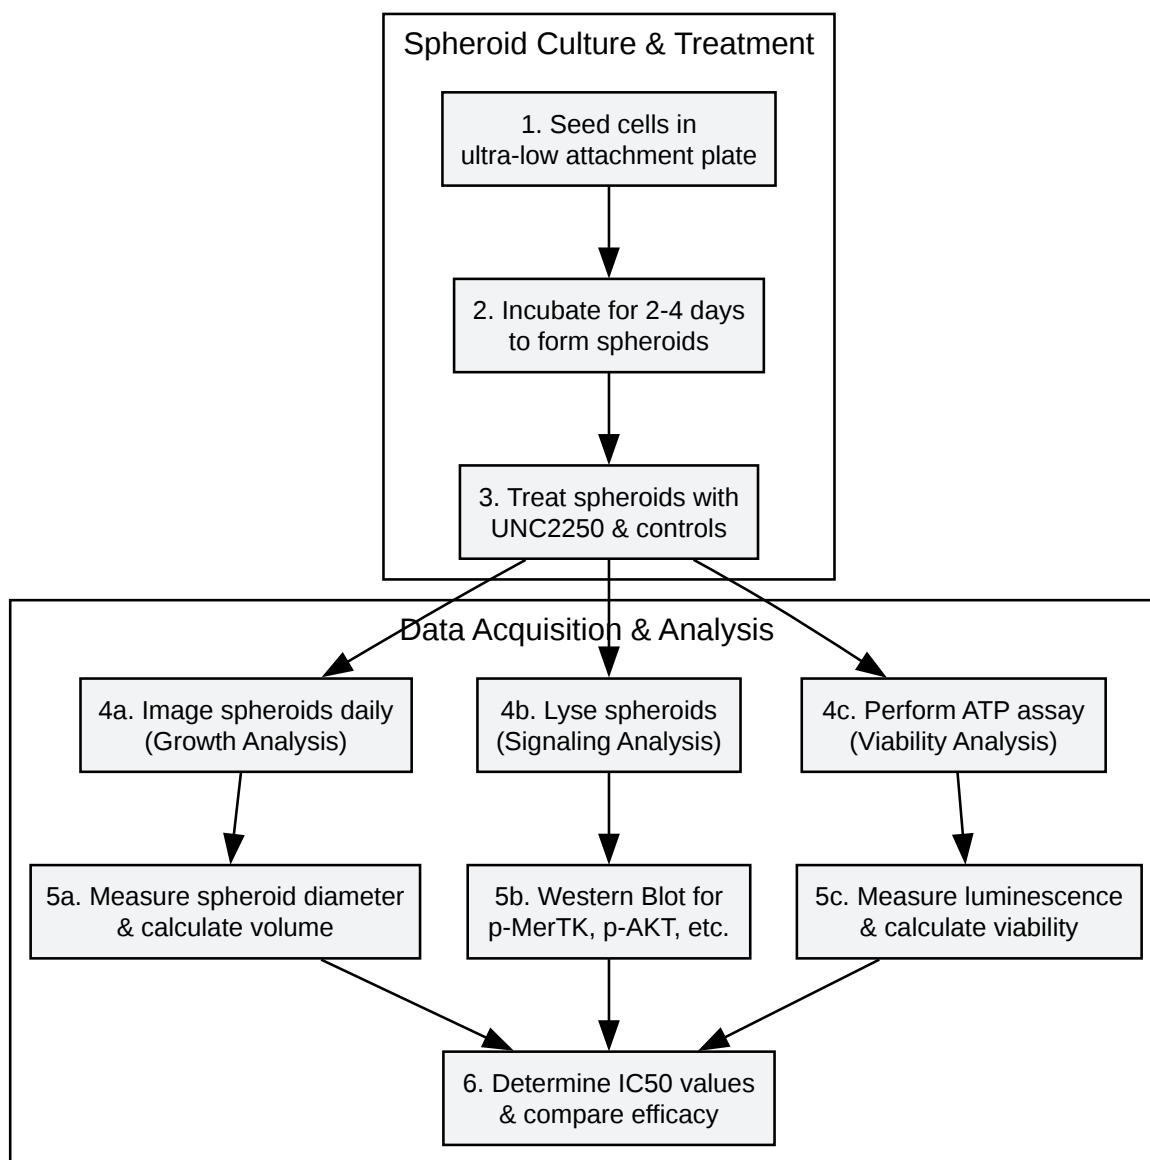 Spheroid Culture & Treatment
1. Seed cells in
ultra-low attachment plate
2. Incubate for 2-4 days
to form spheroids
3. Treat spheroids with
UNC2250 & controls
Data Acquisition & Analysis
4a. Image spheroids daily
(Growth Analysis)
4b. Lyse spheroids
(Signaling Analysis)
4c. Perform ATP assay
(Viability Analysis)
5a. Measure spheroid diameter
& calculate volume
5b. Western Blot for
p-MerTK, p-AKT, etc.
5c. Measure luminescence
& calculate viability
6. Determine IC50 values
& compare efficacy